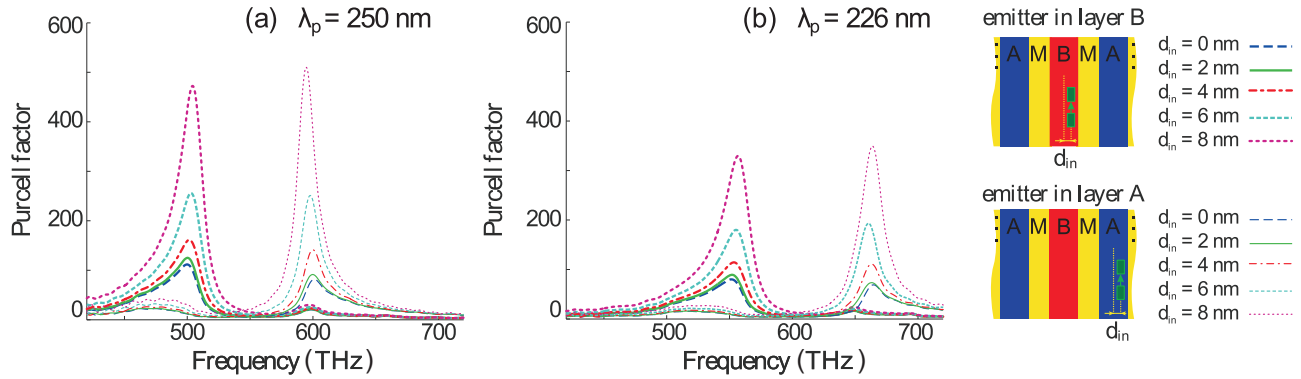 (a) λp = 250 nm
600
400
200
0
Purcell factor
500
600
700
Frequency (THz)
(b) λp = 226 nm
600
400
200
0
Purcell factor
500
600
700
Frequency (THz)
emitter in layer B
A M B M A
din
din = 0 nm
din = 2 nm
din = 4 nm
din = 6 nm
din = 8 nm
emitter in layer A
A M B M A
din
din = 0 nm
din = 2 nm
din = 4 nm
din = 6 nm
din = 8 nm